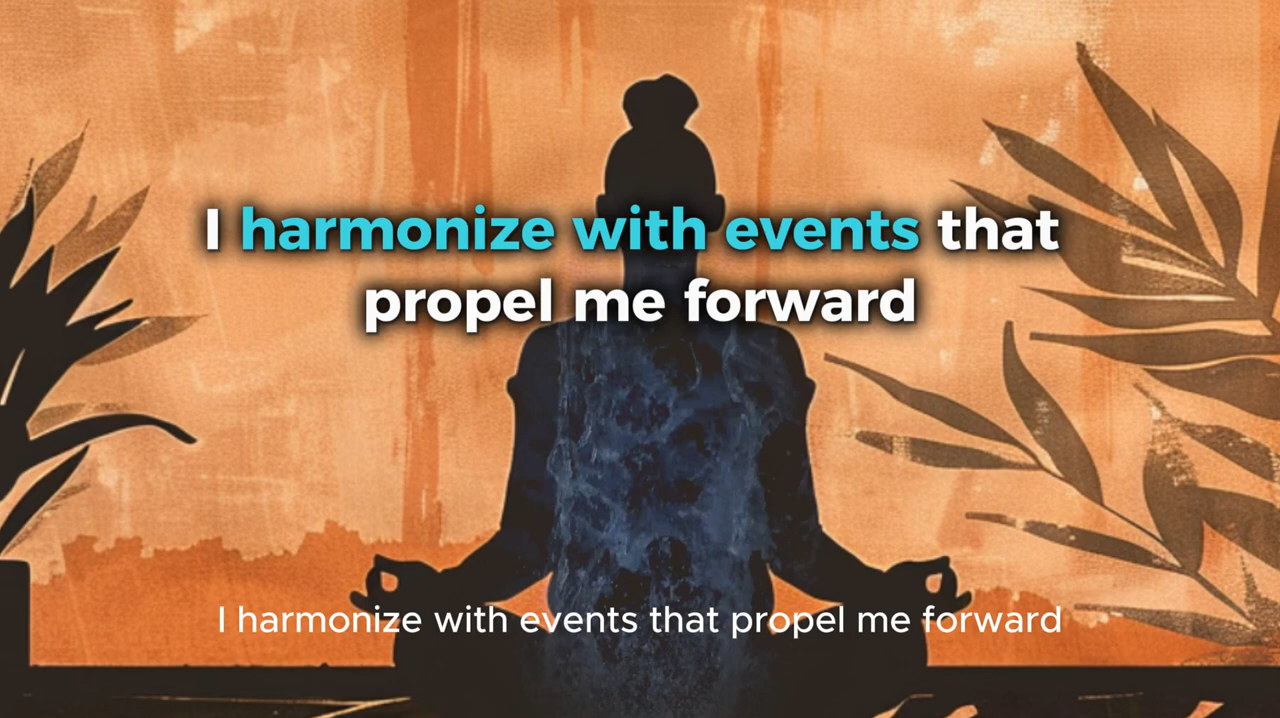 I harmonize with events that
propel me forward
I harmonize with events that propel me forward